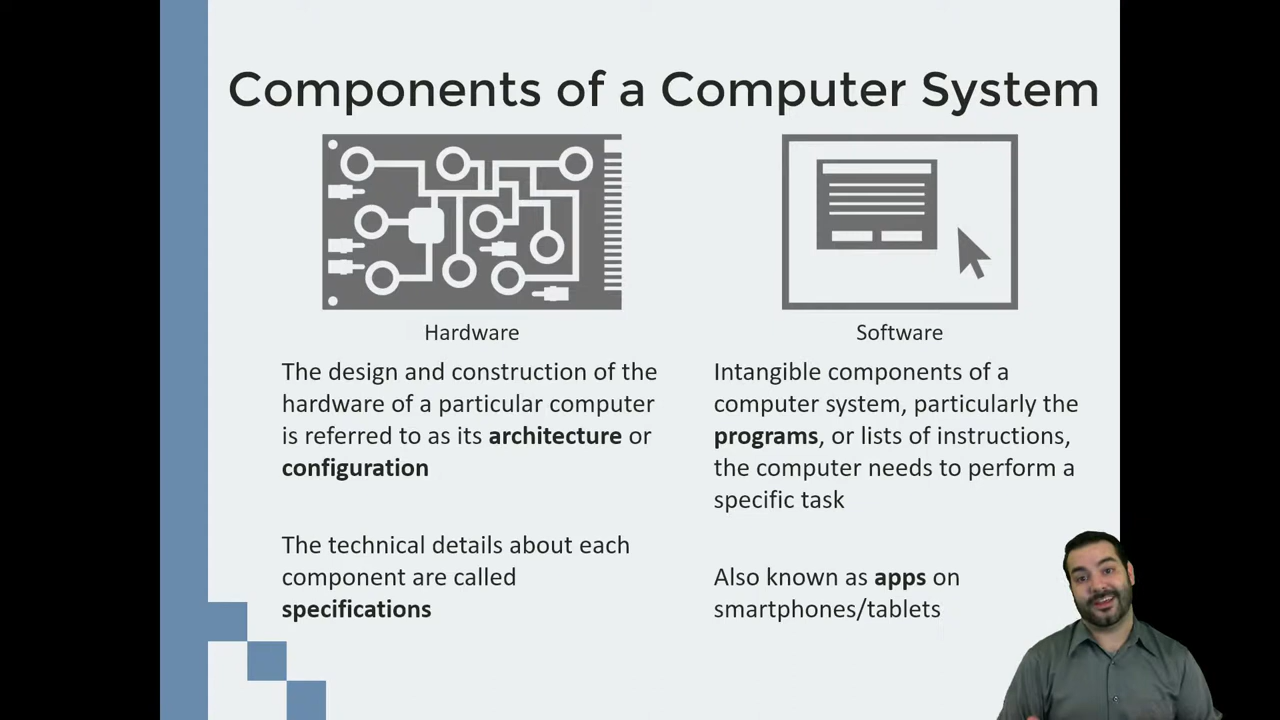 Components of a Computer System
Hardware
The design and construction of the
hardware of a particular computer
is referred to as its architecture or
configuration
The technical details about each
component are called
specifications
Software
Intangible components of a
computer system, particularly the
programs, or lists of instructions,
the computer needs to perform a
specific task
Also known as apps on
smartphones/tablets